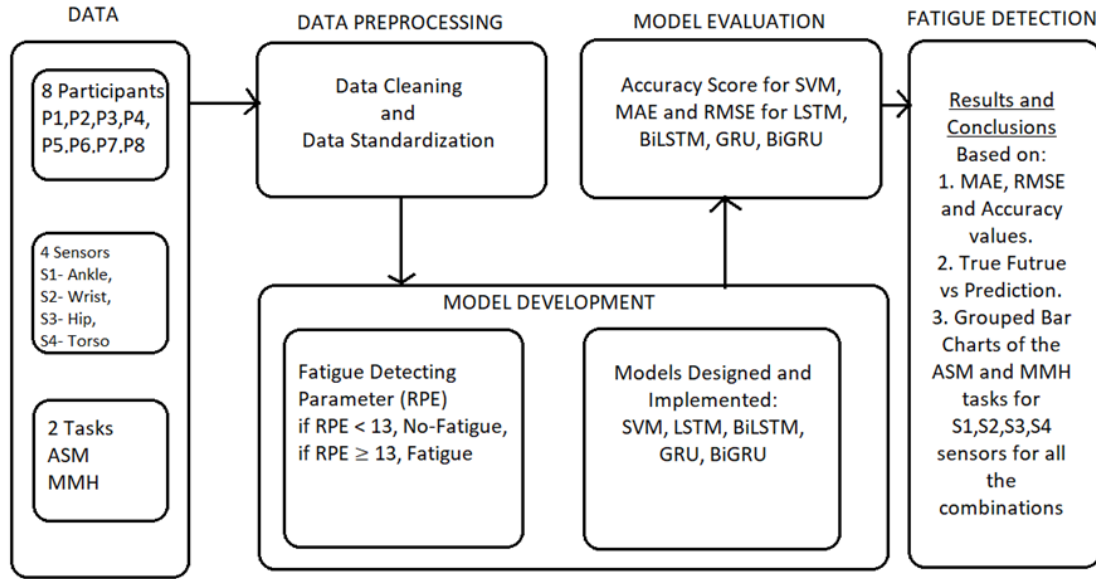 DATA
8 Participants
P1,P2,P3,P4,
P5,P6,P7,P8
4 Sensors
S1- Ankle,
S2- Wrist,
S3- Hip,
S4- Torso
2 Tasks
ASM
MMH
DATA PREPROCESSING
Data Cleaning
and
Data Standardization
MODEL DEVELOPMENT
Fatigue Detecting
Parameter (RPE)
if RPE < 13, No-Fatigue,
if RPE ≥ 13, Fatigue
Models Designed and
Implemented:
SVM, LSTM, BiLSTM,
GRU, BiGRU
MODEL EVALUATION
Accuracy Score for SVM,
MAE and RMSE for LSTM,
BiLSTM, GRU, BiGRU
FATIGUE DETECTION
Results and
Conclusions
Based on:
1. MAE, RMSE
and Accuracy
values.
2. True Futrue
vs Prediction.
3. Grouped Bar
Charts of the
ASM and MMH
tasks for
S1,S2,S3,S4
sensors for all
the
combinations